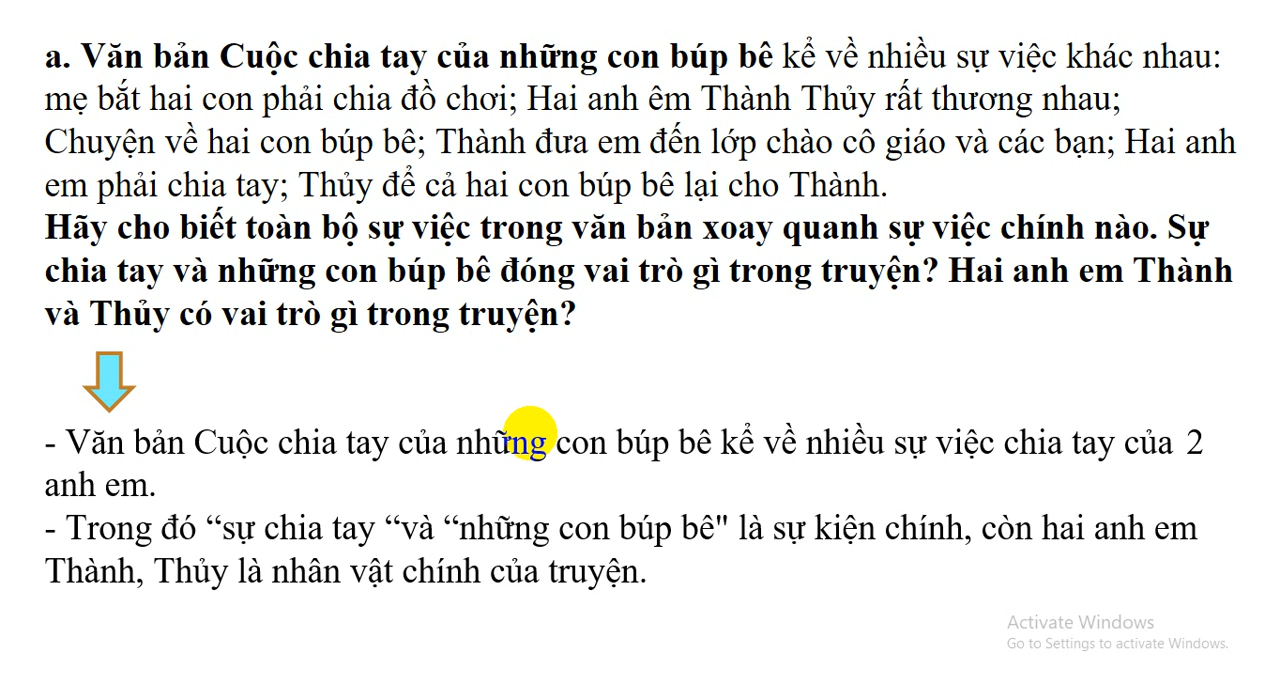 a. Văn bản Cuộc chia tay của những con búp bê kể về nhiều sự việc khác nhau:
mẹ bắt hai con phải chia đồ chơi; Hai anh êm Thành Thủy rất thương nhau;
Chuyện về hai con búp bê; Thành đưa em đến lớp chào cô giáo và các bạn; Hai anh
em phải chia tay; Thủy để cả hai con búp bê lại cho Thành.
Hãy cho biết toàn bộ sự việc trong văn bản xoay quanh sự việc chính nào. Sự
chia tay và những con búp bê đóng vai trò gì trong truyện? Hai anh em Thành
và Thủy có vai trò gì trong truyện?
- Văn bản Cuộc chia tay của những con búp bê kể về nhiều sự việc chia tay của 2
anh em.
- Trong đó “sự chia tay “và “những con búp bê" là sự kiện chính, còn hai anh em
Thành, Thủy là nhân vật chính của truyện.
Activate Windows
Go to Settings to activate Windows.